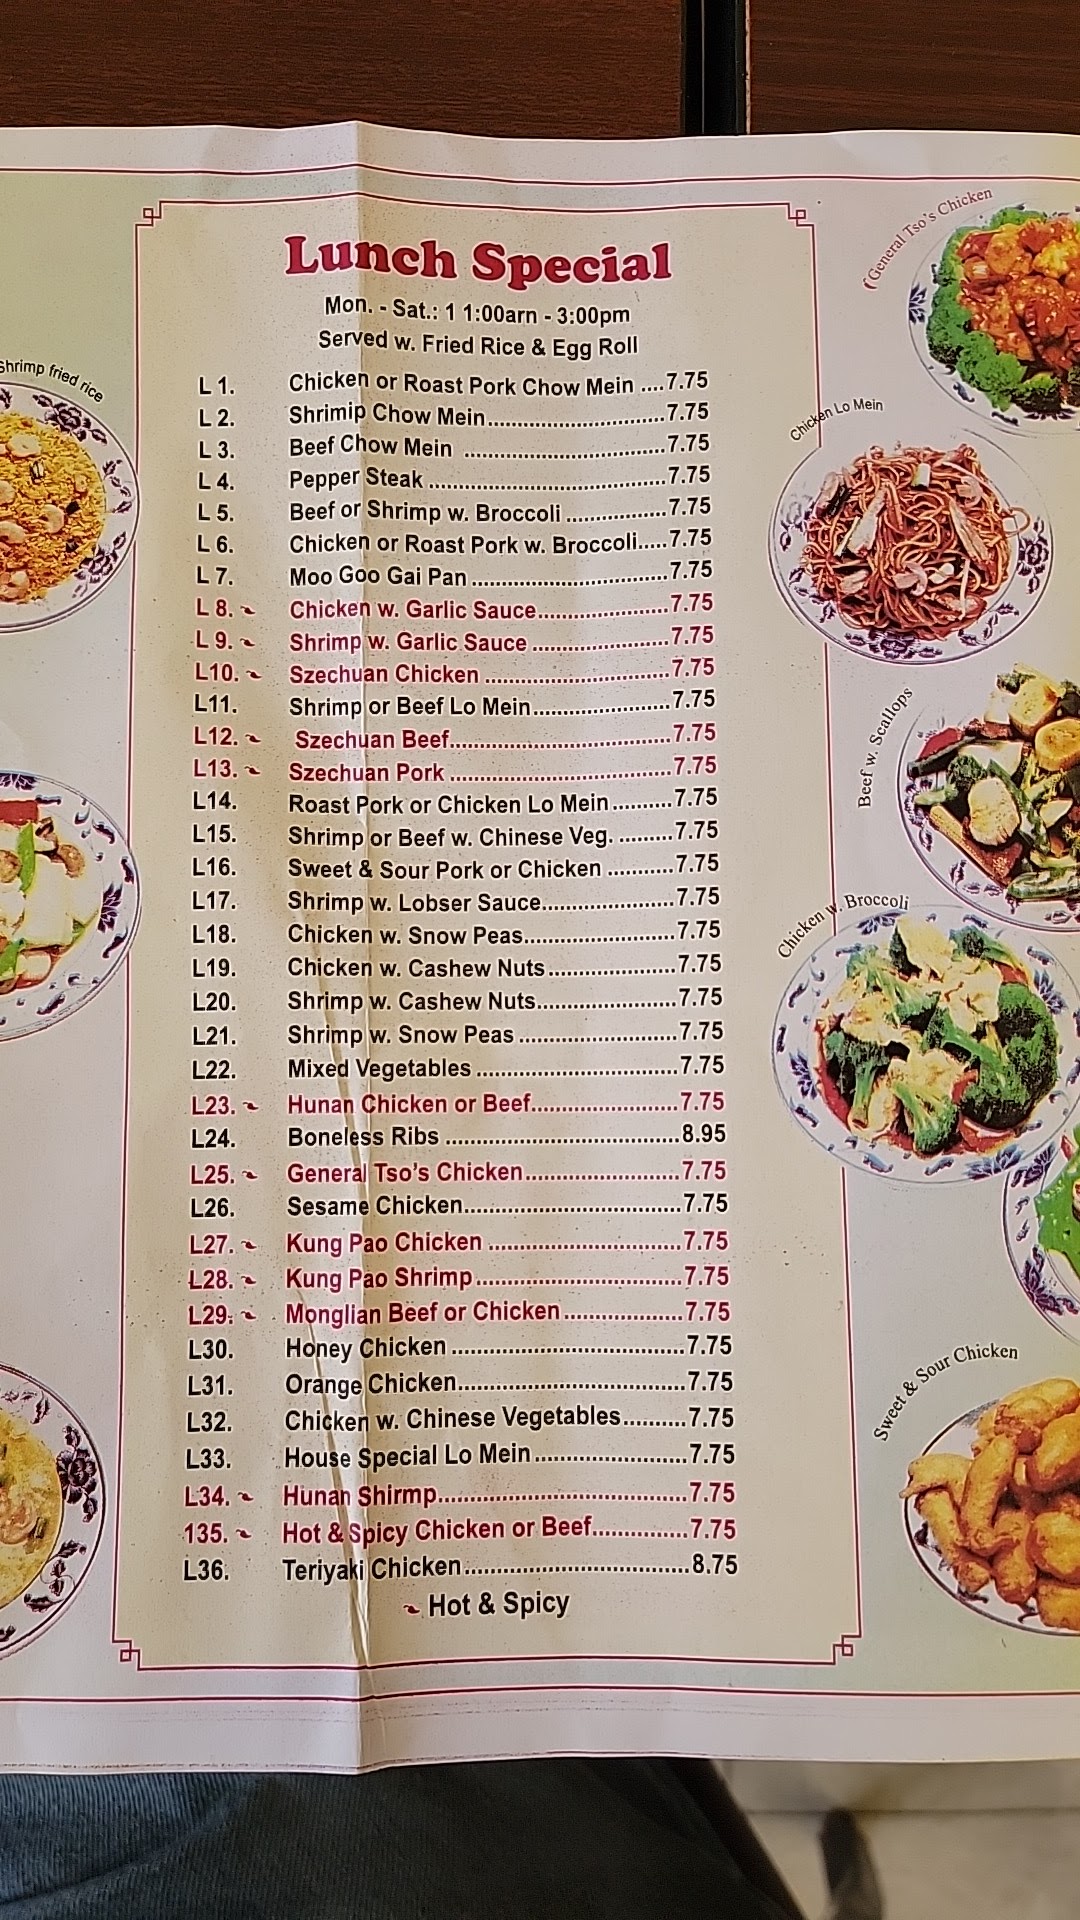 Lunch Special
Mon. - Sat.: 1 1:00arn - 3:00pm
Served w. Fried Rice & Egg Roll
L 1. Chicken or Roast Pork Chow Mein ....7.75
L 2. Shrimip Chow Mein..............................7.75
L 3. Beef Chow Mein ..................................7.75
L 4. Pepper Steak ........................................7.75
L 5. Beef or Shrimp w. Broccoli .................7.75
L 6. Chicken or Roast Pork w. Broccoli.....7.75
L 7. Moo Goo Gai Pan .................................7.75
L 8. Chicken w. Garlic Sauce......................7.75
L 9. Shrimp w. Garlic Sauce .......................7.75
L10. Szechuan Chicken ...............................7.75
L11. Shrimp or Beef Lo Mein.......................7.75
L12. Szechuan Beef.....................................7.75
L13. Szechuan Pork .....................................7.75
L14. Roast Pork or Chicken Lo Mein..........7.75
L15. Shrimp or Beef w. Chinese Veg. .........7.75
L16. Sweet & Sour Pork or Chicken ...........7.75
L17. Shrimp w. Lobser Sauce......................7.75
L18. Chicken w. Snow Peas.........................7.75
L19. Chicken w. Cashew Nuts.....................7.75
L20. Shrimp w. Cashew Nuts.......................7.75
L21. Shrimp w. Snow Peas ..........................7.75
L22. Mixed Vegetables .................................7.75
L23. Hunan Chicken or Beef........................7.75
L24. Boneless Ribs .......................................8.95
L25. General Tso's Chicken..........................7.75
L26. Sesame Chicken....................................7.75
L27. Kung Pao Chicken ................................7.75
L28. Kung Pao Shrimp..................................7.75
L29. Monglian Beef or Chicken....................7.75
L30. Honey Chicken .......................................7.75
L31. Orange Chicken......................................7.75
L32. Chicken w. Chinese Vegetables..........7.75
L33. House Special Lo Mein.........................7.75
L34. Hunan Shirmp.........................................7.75
135. Hot & Spicy Chicken or Beef................7.75
L36. Teriyaki Chicken.....................................8.75
Hot & Spicy
Shrimp fried rice
General Tso's Chicken
Chicken Lo Mein
Beef w. Scallops
Chicken w. Broccoli
Sweet & Sour Chicken